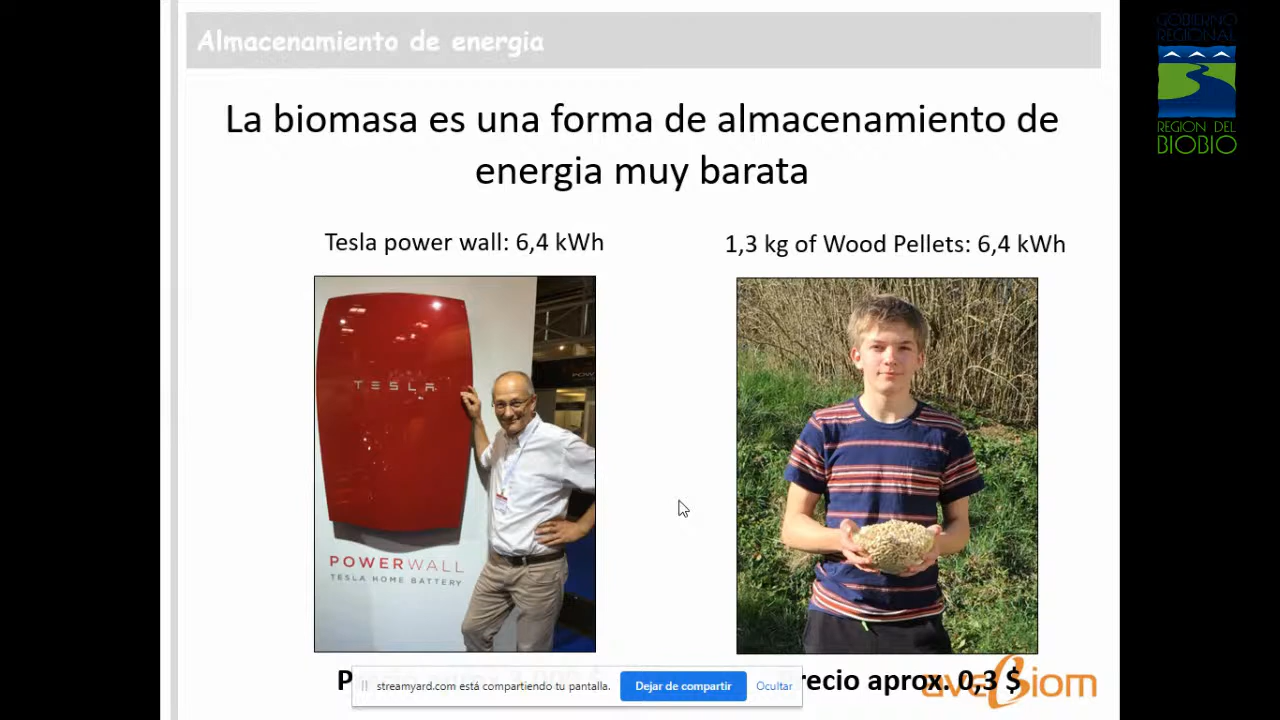 Almacenamiento de energia
GOBIERNO
REGIONAL
REGION DEL
BIOBIO
La biomasa es una forma de almacenamiento de
energia muy barata
Tesla power wall: 6,4 kWh
1,3 kg of Wood Pellets: 6,4 kWh
TESLA
POWERWALL
TESLA HOME BATTERY
streamyard.com está compartiendo tu pantalla.
Dejar de compartir
Ocultar
recio aprox. 0,3 $
aveBiom